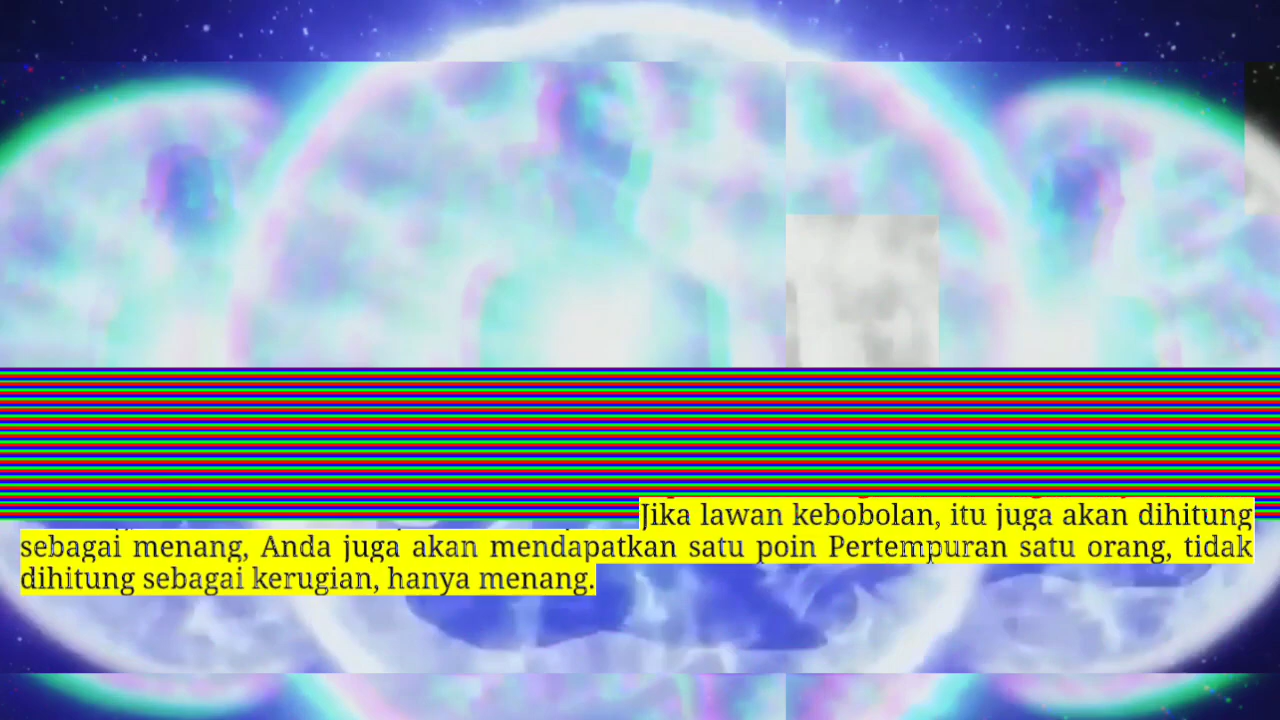 Jika lawan kebobolan, itu juga akan dihitung
sebagai menang, Anda juga akan mendapatkan satu poin Pertempuran satu orang, tidak
dihitung sebagai kerugian, hanya menang.